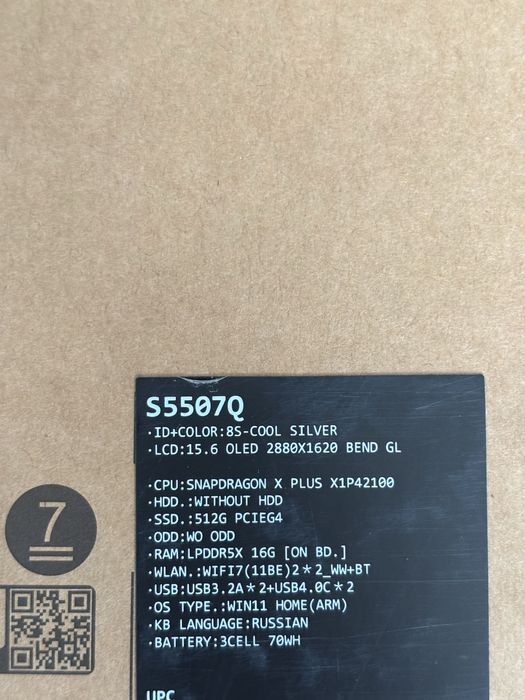 S5507Q
·ID+COLOR:8S-COOL SILVER
·LCD:15.6 OLED 2880X1620 BEND GL
·CPU:SNAPDRAGON X PLUS X1P42100
·HDD.:WITHOUT HDD
·SSD.:512G PCIEG4
·ODD:WO ODD
·RAM:LPDDR5X 16G [ON BD.]
·WLAN.:WIFI7(11BE)2*2_WW+BT
·USB:USB3.2A*2+USB4.0C*2
·OS TYPE.:WIN11 HOME(ARM)
·KB LANGUAGE:RUSSIAN
·BATTERY:3CELL 70WH
7
UPC